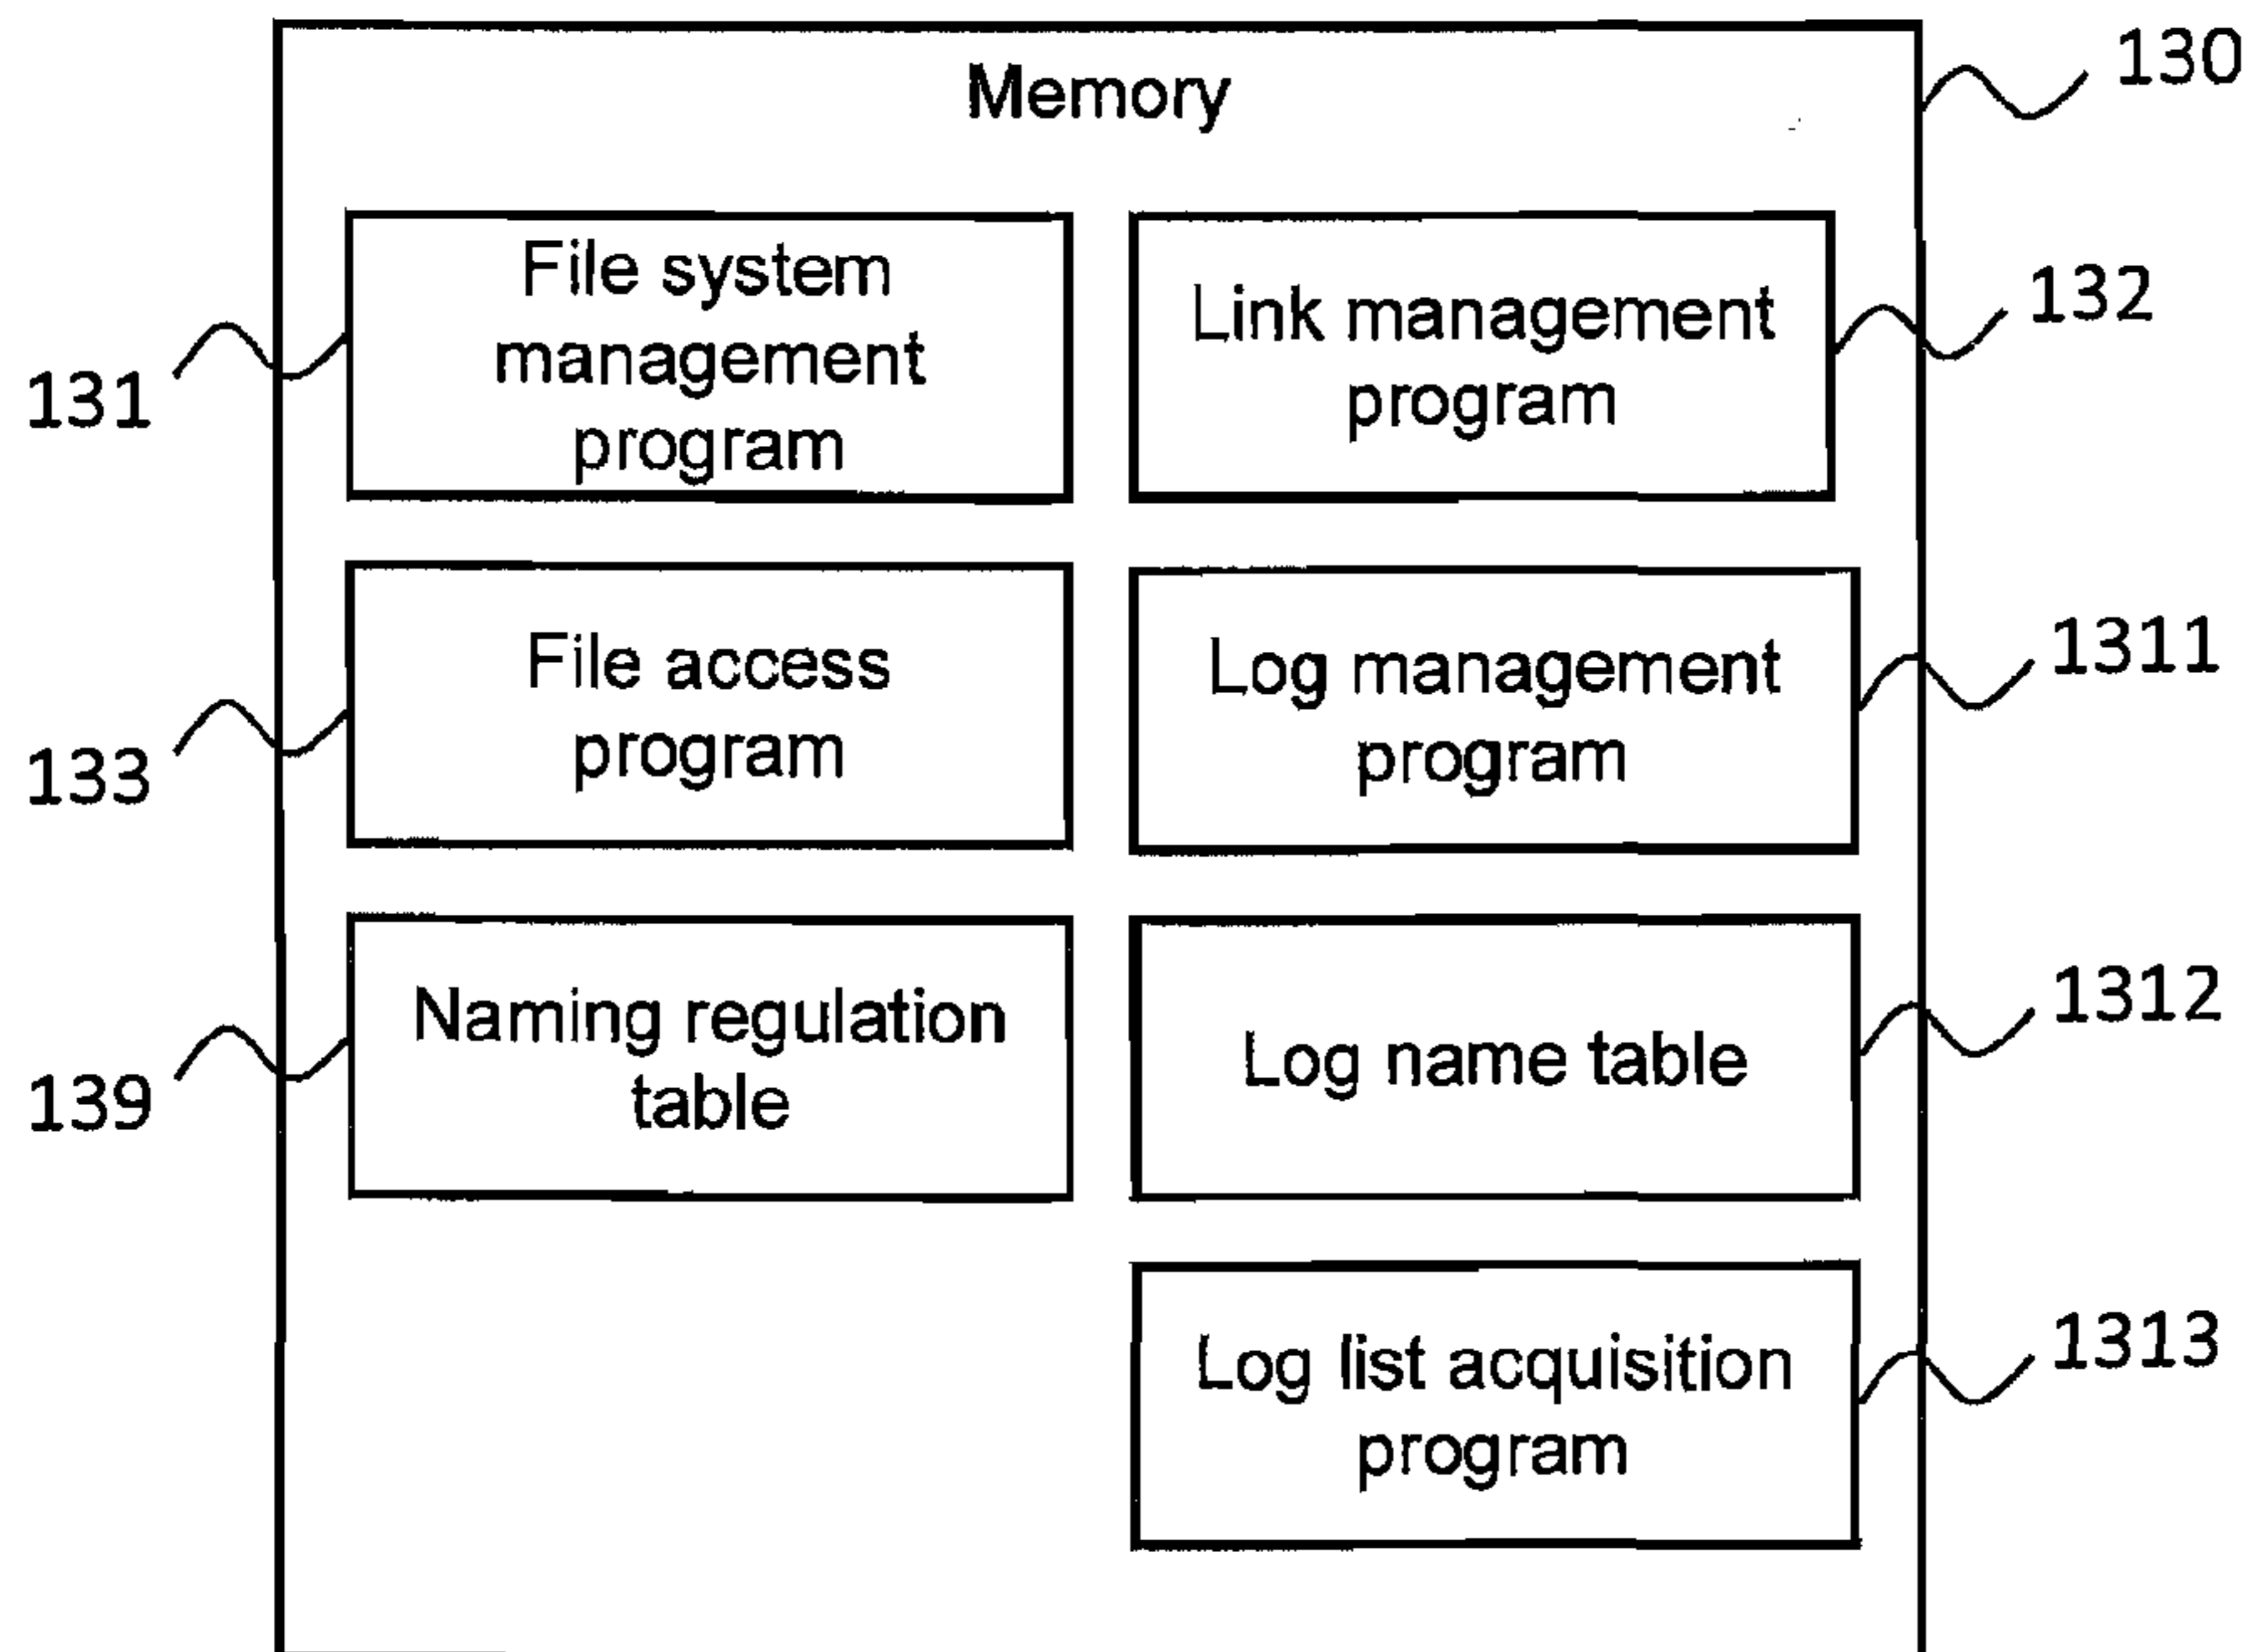 Memory
130
File system
management
program
131
Link management
program
132
File access
program
133
Log management
program
1311
Naming regulation
table
139
Log name table
1312
Log list acquisition
program
1313